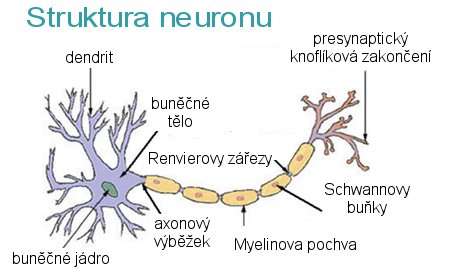 Struktura neuronu
presynaptický
knoflíková zakončení
dendrit
buněčné
tělo
Renvierovy zářezy
Schwannovy
buňky
axonový
výběžek
Myelinova pochva
buněčné jádro